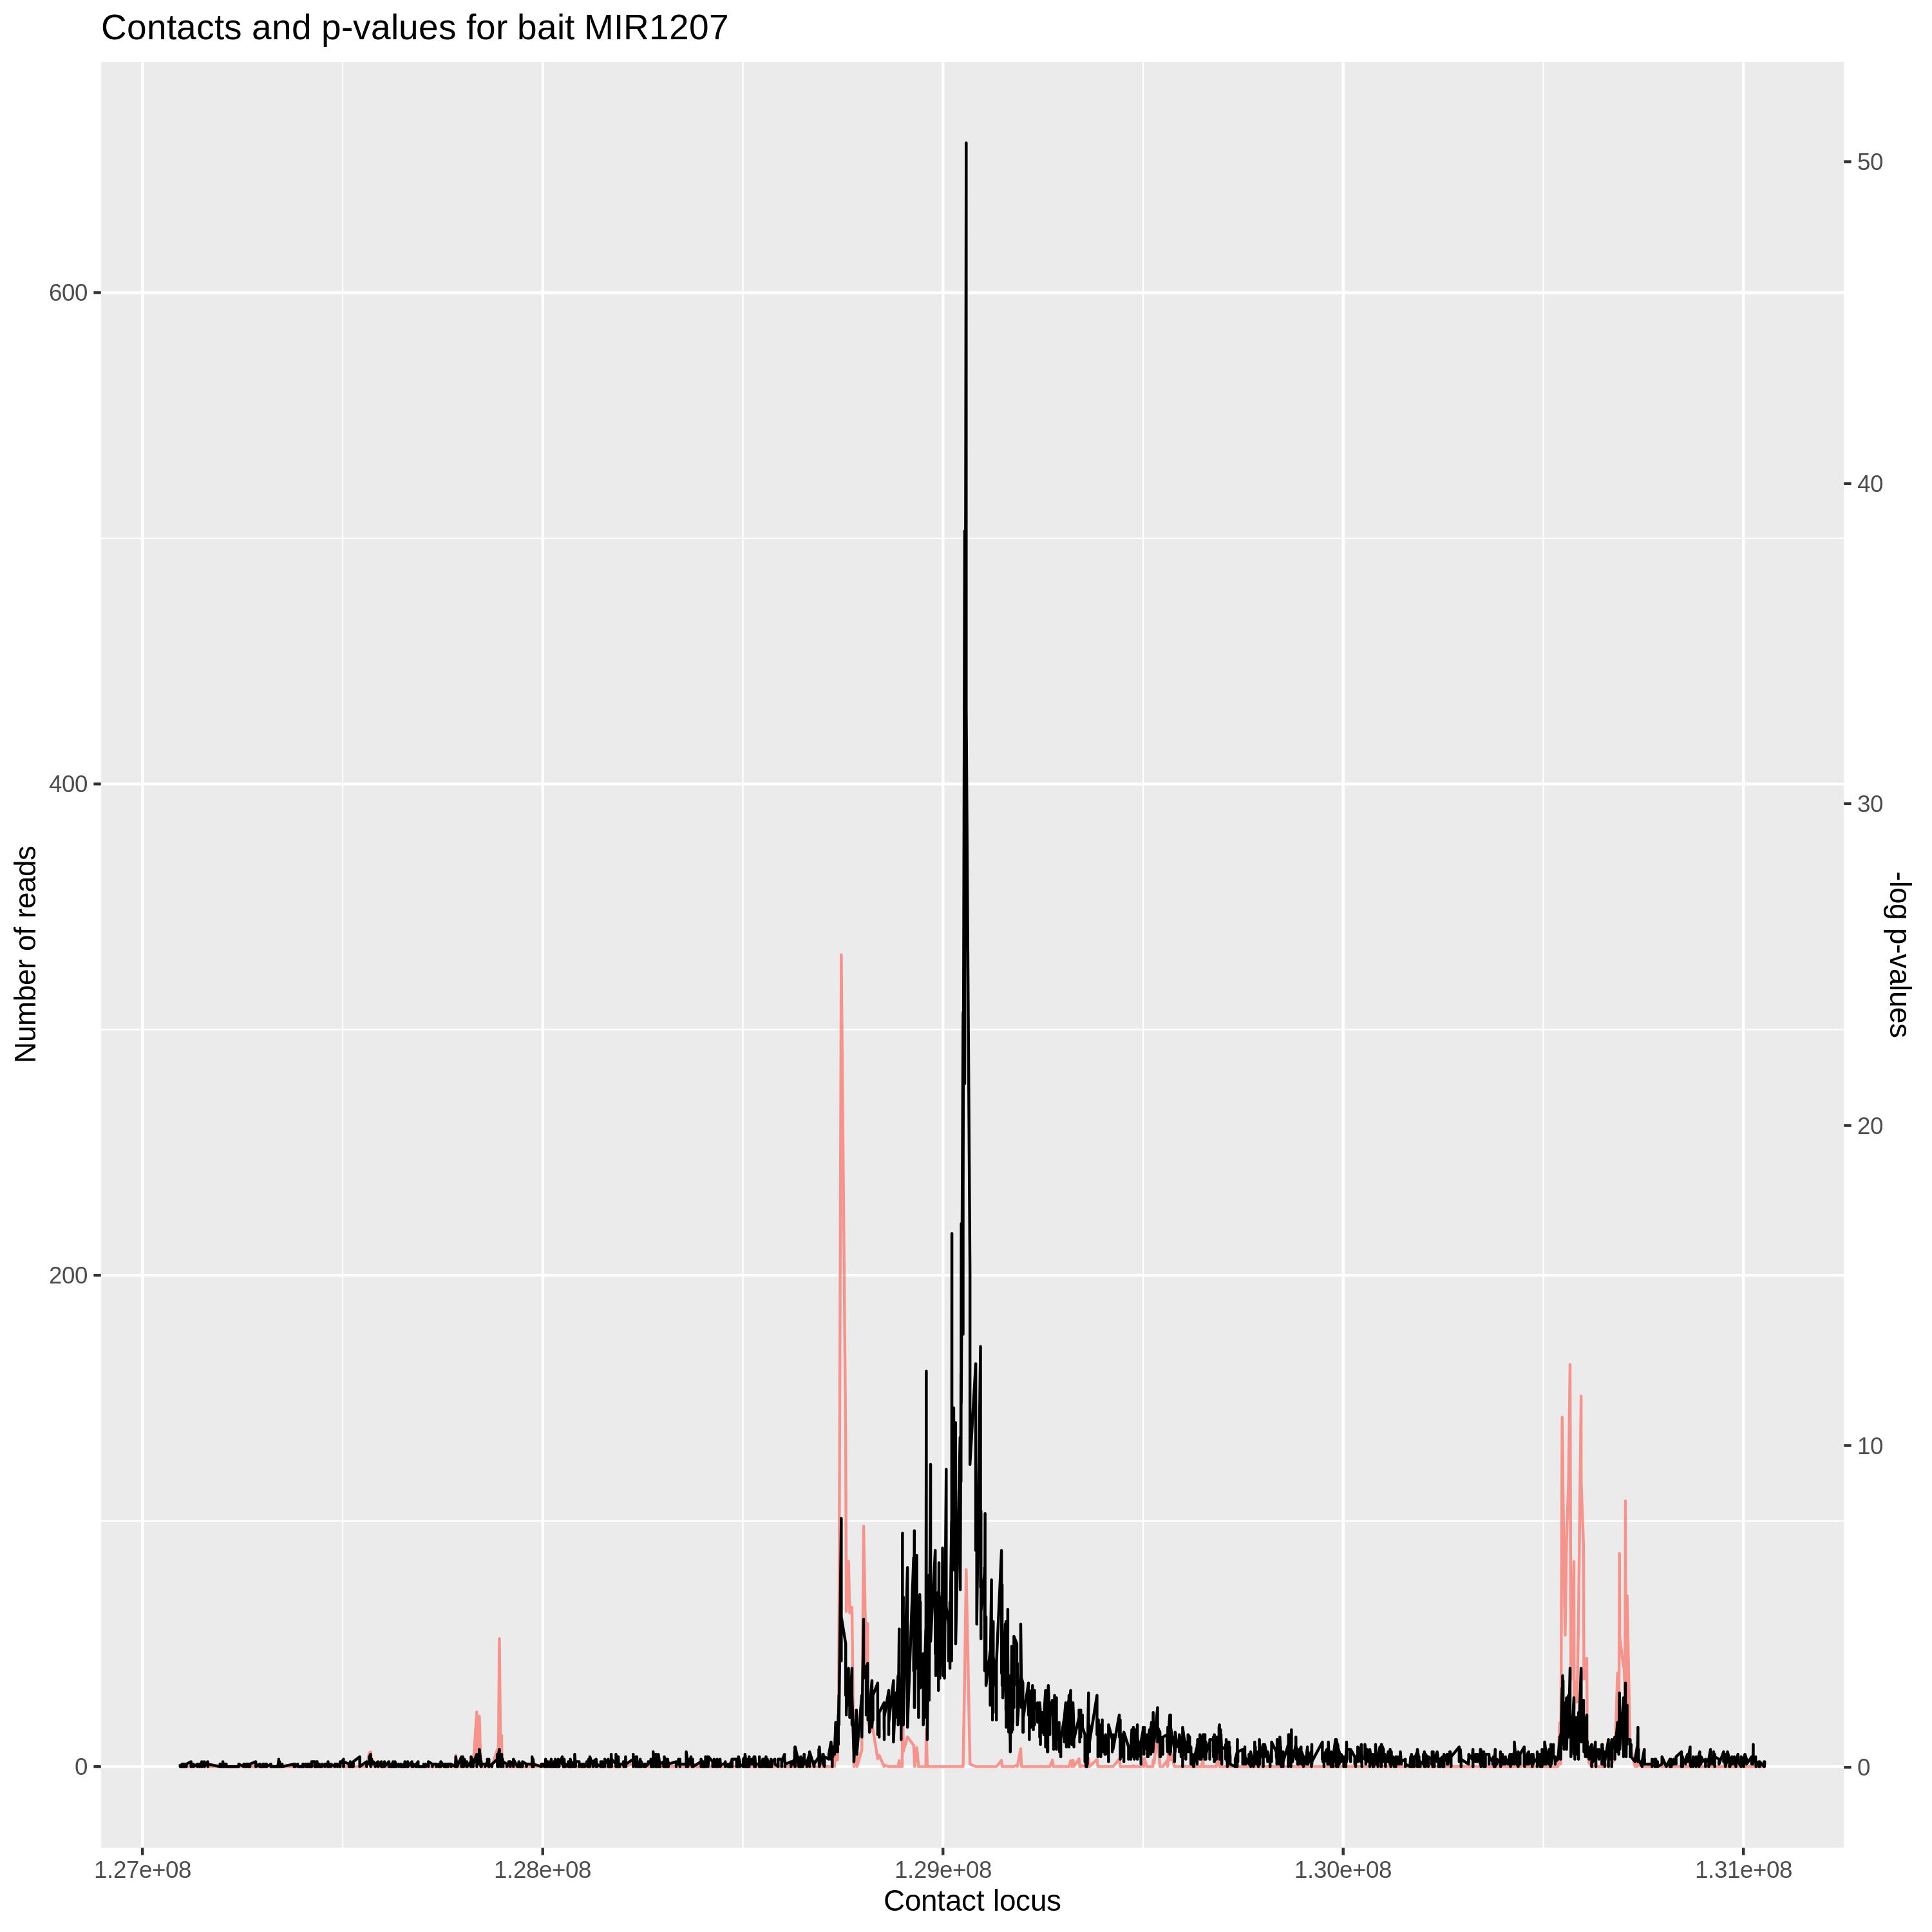 Contacts and p-values for bait MIR1207
Number of reads
600
400
200
0
50
40
30
20
10
0
-log p-values
1.27e+08
1.28e+08
1.29e+08
1.30e+08
1.31e+08
Contact locus